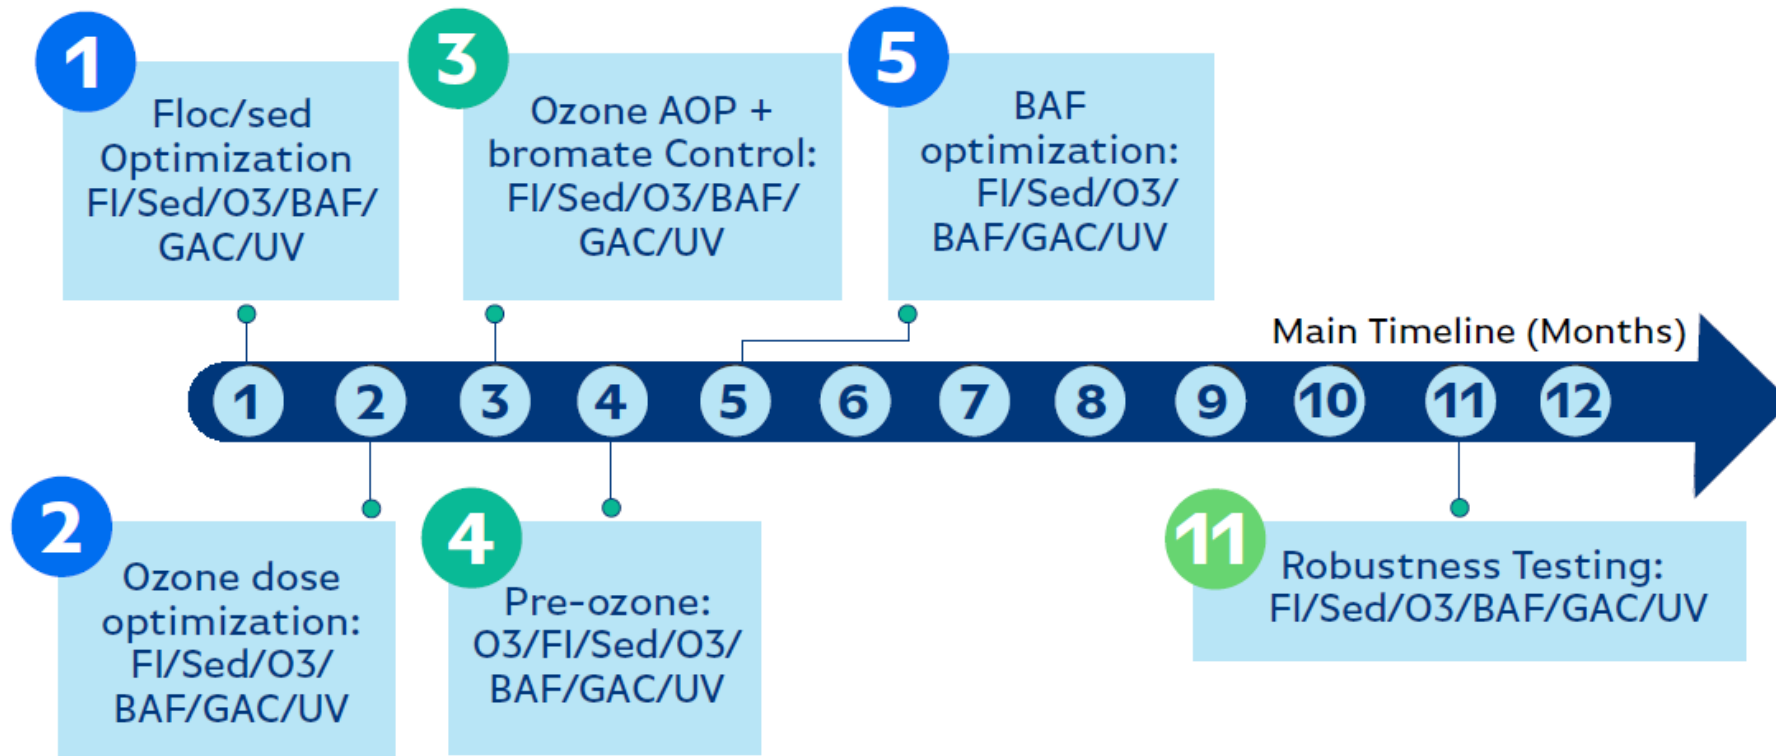 1
Floc/sed
Optimization
Fl/Sed/O3/BAF/
GAC/UV
3
Ozone AOP +
bromate Control:
Fl/Sed/O3/BAF/
GAC/UV
5
BAF
optimization:
Fl/Sed/O3/
BAF/GAC/UV
Main Timeline (Months)
1 2 3 4 5 6 7 8 9 10 11 12
2
Ozone dose
optimization:
Fl/Sed/O3/
BAF/GAC/UV
4
Pre-ozone:
O3/Fl/Sed/O3/
BAF/GAC/UV
11
Robustness Testing:
Fl/Sed/O3/BAF/GAC/UV